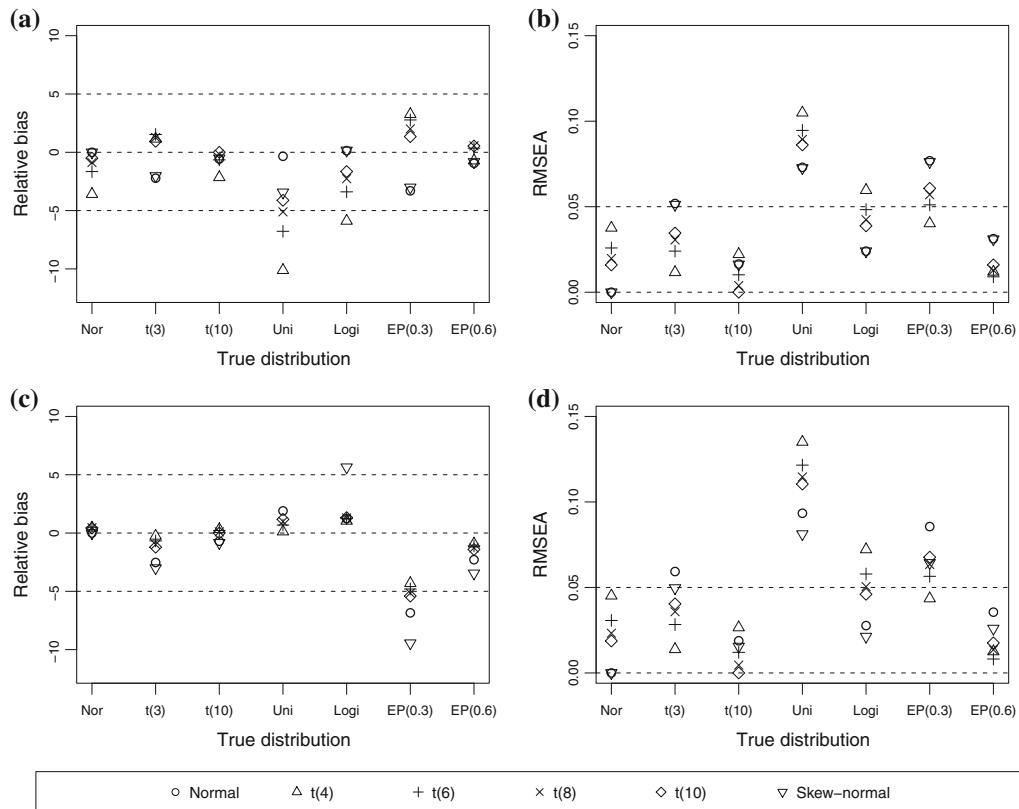 (a)
Relative bias
10
5
0
−5
−10
Nor t(3) t(10) Uni Logi EP(0.3) EP(0.6)
True distribution
(b)
RMSEA
0.15
0.10
0.05
0.00
Nor t(3) t(10) Uni Logi EP(0.3) EP(0.6)
True distribution
(c)
Relative bias
10
5
0
−5
−10
Nor t(3) t(10) Uni Logi EP(0.3) EP(0.6)
True distribution
(d)
RMSEA
0.15
0.10
0.05
0.00
Nor t(3) t(10) Uni Logi EP(0.3) EP(0.6)
True distribution
Normal t(4) t(6) t(8) t(10) Skew−normal